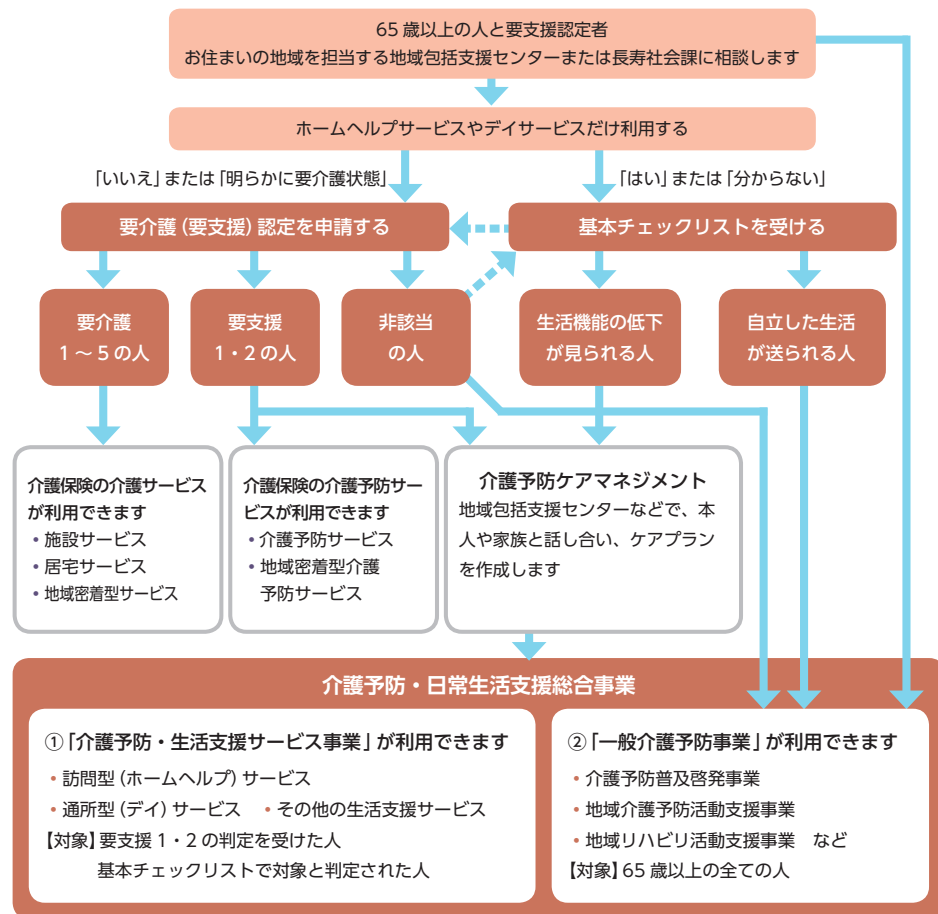 65歳以上の人と要支援認定者
お住まいの地域を担当する地域包括支援センターまたは長寿社会課に相談します
ホームヘルプサービスやデイサービスだけ利用する
「いいえ」または「明らかに要介護状態」
「はい」または「分からない」
要介護(要支援)認定を申請する
基本チェックリストを受ける
要介護
1～5の人
要支援
1・2の人
非該当
の人
生活機能の低下
が見られる人
自立した生活
が送られる人
介護保険の介護サービス
が利用できます
・施設サービス
・居宅サービス
・地域密着型サービス
介護保険の介護予防サー
ビスが利用できます
・介護予防サービス
・地域密着型介護
予防サービス
介護予防ケアマネジメント
地域包括支援センターなどで、本
人や家族と話し合い、ケアプラン
を作成します
介護予防・日常生活支援総合事業
①「介護予防・生活支援サービス事業」が利用できます
・訪問型(ホームヘルプ)サービス
・通所型(デイ)サービス ・その他の生活支援サービス
【対象】要支援1・2の判定を受けた人
基本チェックリストで対象と判定された人
②「一般介護予防事業」が利用できます
・介護予防普及啓発事業
・地域介護予防活動支援事業
・地域リハビリ活動支援事業 など
【対象】65歳以上の全ての人